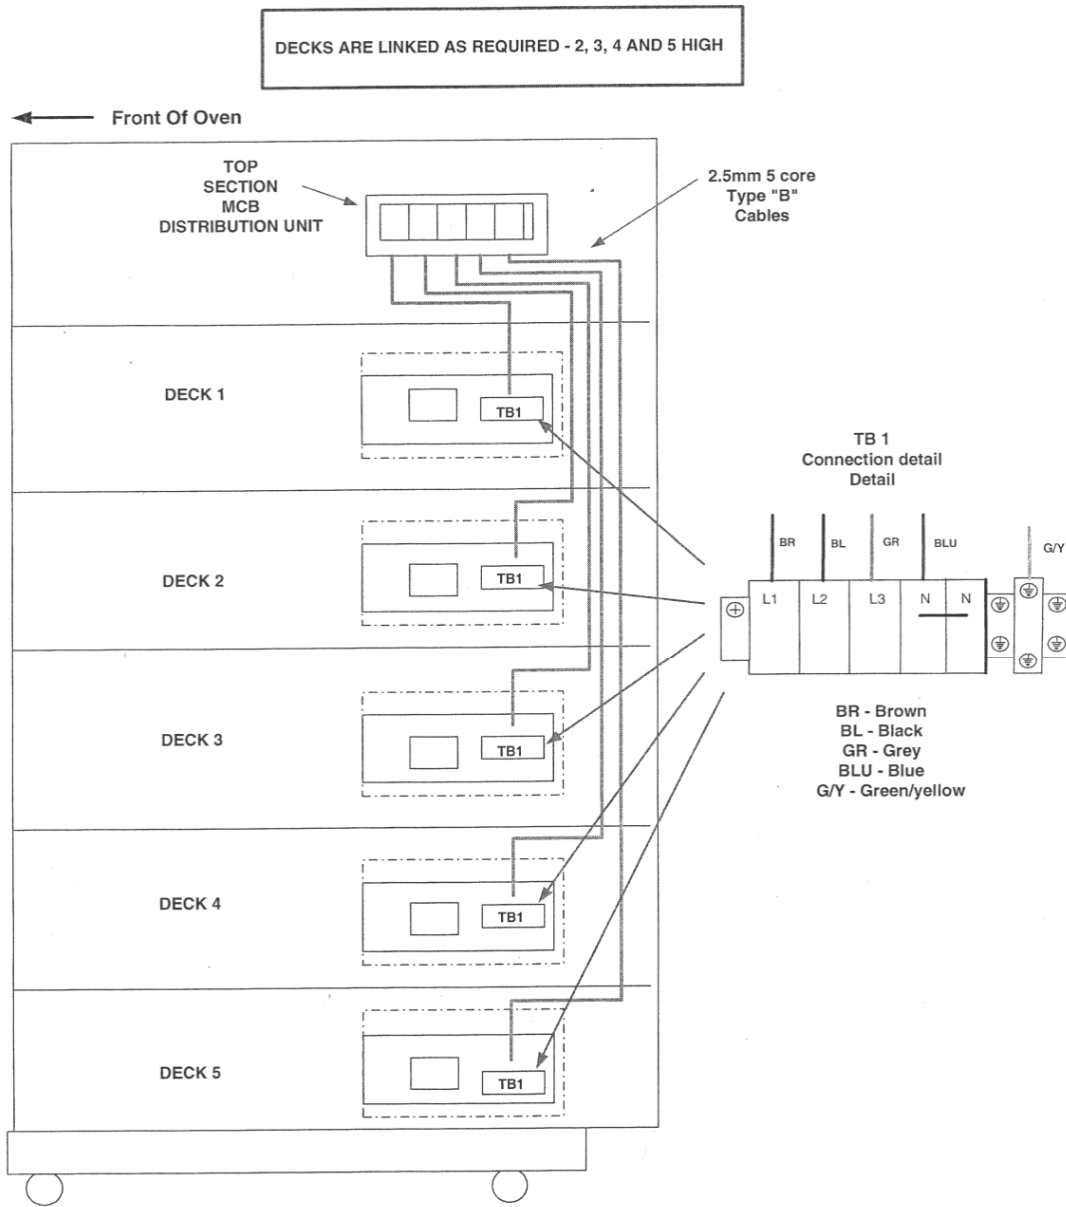 DECKS ARE LINKED AS REQUIRED - 2, 3, 4 AND 5 HIGH
Front Of Oven
TOP
SECTION
MCB
DISTRIBUTION UNIT
2.5mm 5 core
Type "B"
Cables
DECK 1
TB1
TB 1
Connection detail
Detail
BR
BL
GR
BLU
G/Y
DECK 2
TB1
L1
L2
L3
N
N
DECK 3
TB1
BR - Brown
BL - Black
GR - Grey
BLU - Blue
G/Y - Green/yellow
DECK 4
TB1
DECK 5
TB1